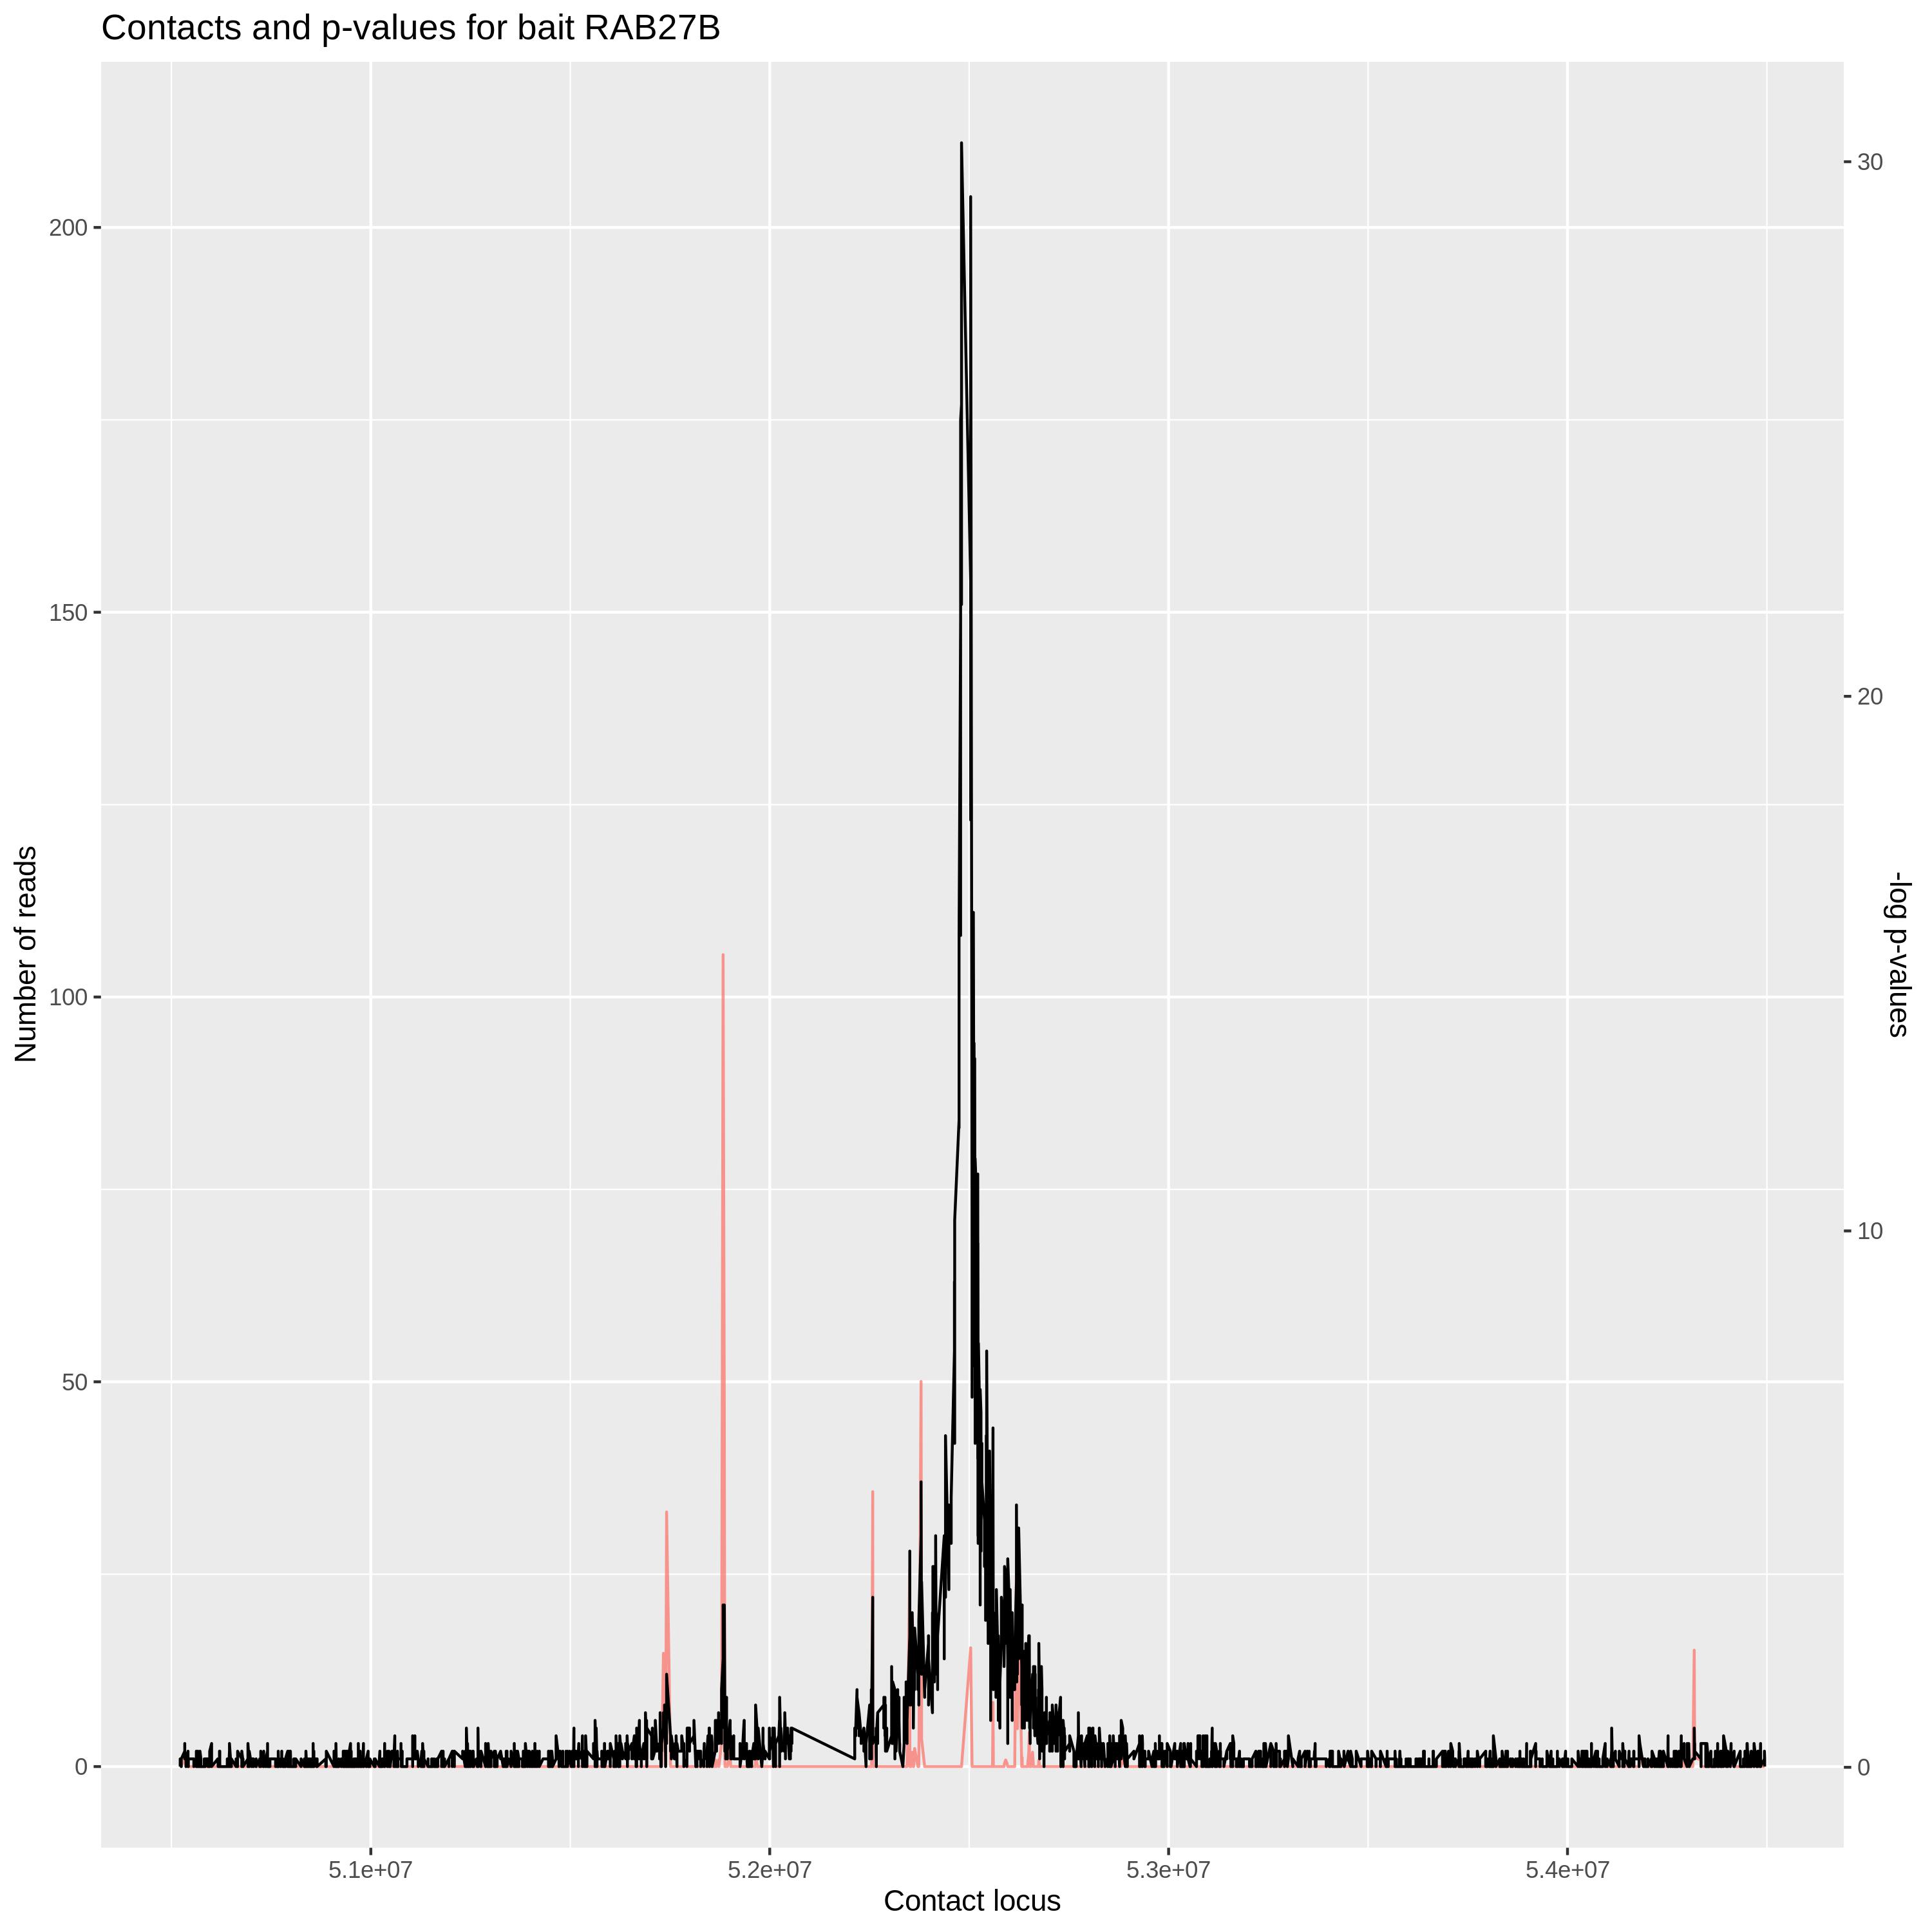 Contacts and p-values for bait RAB27B
200
150
100
50
0
30
20
10
0
Number of reads
-log p-values
5.1e+07
5.2e+07
5.3e+07
5.4e+07
Contact locus